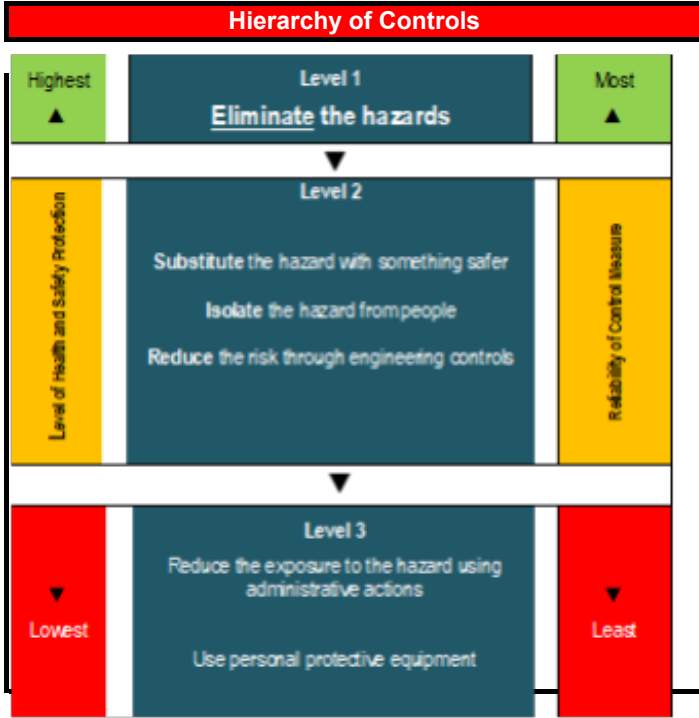 Hierarchy of Controls
Highest
▲
Level 1
Eliminate the hazards
Most
▲
▼
Level of Health and Safety Protection
Level 2
Substitute the hazard with something safer
Isolate the hazard from people
Reduce the risk through engineering controls
Reliability of Control Measure
▼
▼
Lowest
Level 3
Reduce the exposure to the hazard using
administrative actions
Use personal protective equipment
▼
Least